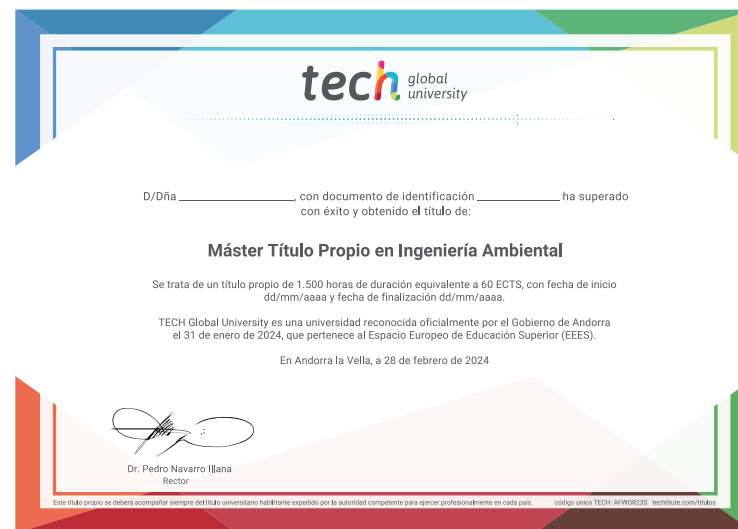 tech global university
D/Dña ______________, con documento de identificación ____________ ha superado
con éxito y obtenido el título de:
Máster Título Propio en Ingeniería Ambiental
Se trata de un título propio de 1.500 horas de duración equivalente a 60 ECTS, con fecha de inicio
dd/mm/aaaa y fecha de finalización dd/mm/aaaa.
TECH Global University es una universidad reconocida oficialmente por el Gobierno de Andorra
el 31 de enero de 2024, que pertenece al Espacio Europeo de Educación Superior (EEES).
En Andorra la Vella, a 28 de febrero de 2024
Dr. Pedro Navarro Illana
Rector
Este título propio se deberá acompañar siempre del título universitario habilitante expedido por la autoridad competente para ejercer profesionalmente en cada país. código único TECH: AFWOR23S techtitute.com/titulos